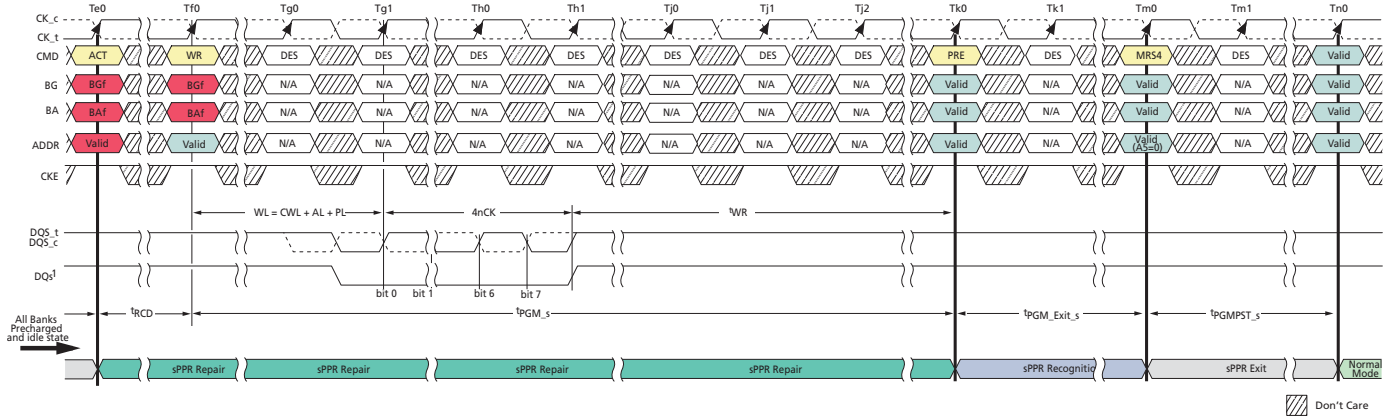 Te0 Tf0 Tg0 Tg1 Th0 Th1 Tj0 Tj1 Tj2 Tk0 Tk1 Tm0 Tm1 Tn0
CK_c
CK_t
CMD ACT WR DES DES DES DES DES DES DES PRE DES MRS4 DES Valid
BG BGf BGf N/A N/A N/A N/A N/A N/A N/A Valid N/A Valid N/A Valid
BA BAf BAf N/A N/A N/A N/A N/A N/A N/A Valid N/A Valid N/A Valid
ADDR Valid Valid N/A N/A N/A N/A N/A N/A N/A Valid N/A Valid (A5=0) N/A Valid
CKE
WL = CWL + AL + PL 4nCK tWR
DQS_t
DQS_c
DQs1
bit 0 bit 1 bit 6 bit 7
All Banks
Precharged
and idle state
tRCD tPGM_s tPGM_Exit_s tPGMPST_s
sPPR Repair sPPR Repair sPPR Repair sPPR Repair sPPR Recognitic sPPR Exit Normal
Mode
Don't Care